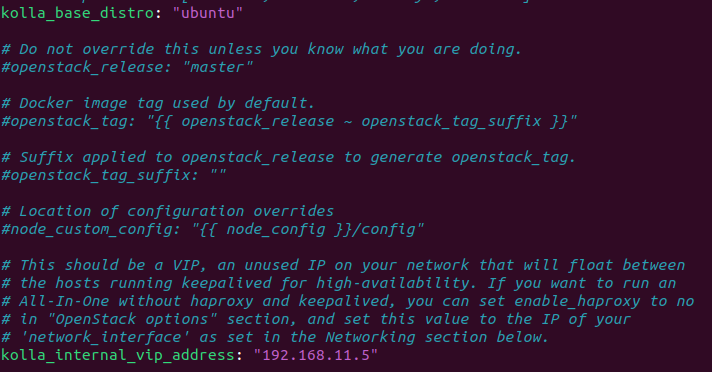 kolla_base_distro: "ubuntu"
# Do not override this unless you know what you are doing.
#openstack_release: "master"
# Docker image tag used by default.
#openstack_tag: "{{ openstack_release ~ openstack_tag_suffix }}"
# Suffix applied to openstack_release to generate openstack_tag.
#openstack_tag_suffix: ""
# Location of configuration overrides
#node_custom_config: "{{ node_config }}/config"
# This should be a VIP, an unused IP on your network that will float between
# the hosts running keepalived for high-availability. If you want to run an
# All-In-One without haproxy and keepalived, you can set enable_haproxy to no
# in "OpenStack options" section, and set this value to the IP of your
# 'network_interface' as set in the Networking section below.
kolla_internal_vip_address: "192.168.11.5"